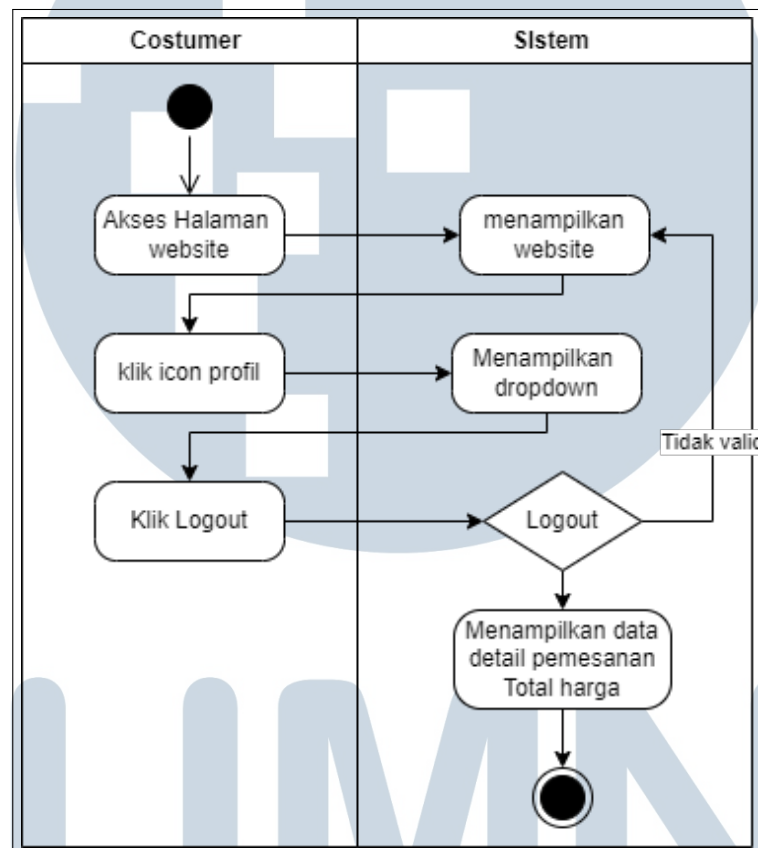 Costumer
SIstem
Akses Halaman
website
menampilkan
website
klik icon profil
Menampilkan
dropdown
Tidak valid
Klik Logout
Logout
Menampilkan data
detail pemesanan
Total harga
UMN